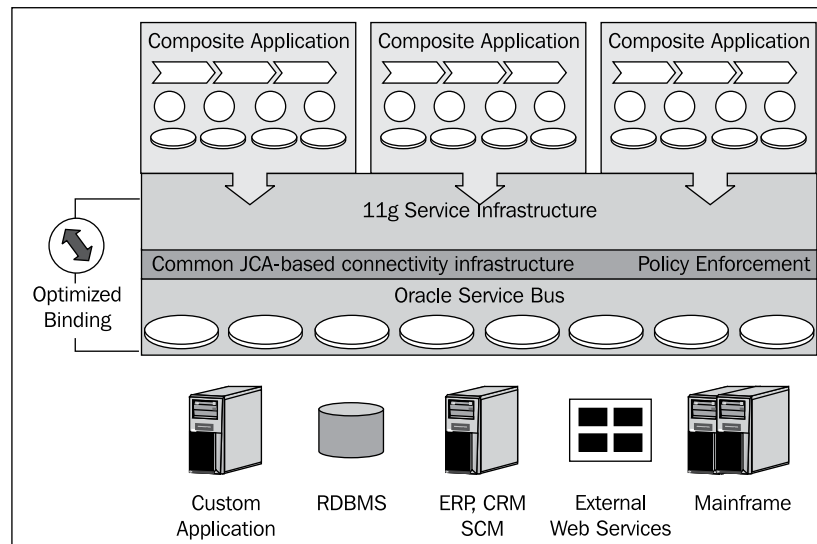 Composite Application
Composite Application
Composite Application
11g Service Infrastructure
Common JCA-based connectivity infrastructure
Policy Enforcement
Oracle Service Bus
Optimized
Binding
Custom
Application
RDBMS
ERP, CRM
SCM
External
Web Services
Mainframe